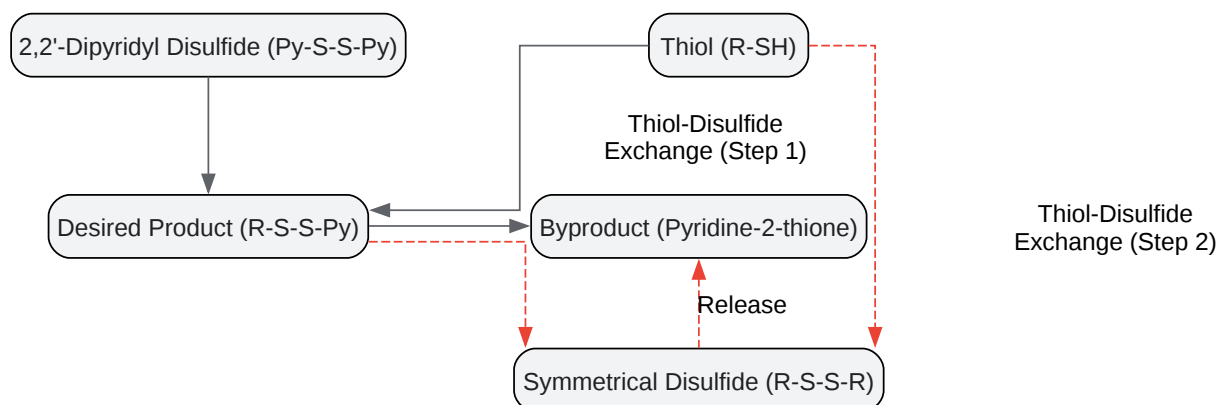 2,2'-Dipyridyl Disulfide (Py-S-S-Py)
Thiol (R-SH)
Thiol-Disulfide
Exchange (Step 1)
Desired Product (R-S-S-Py)
Byproduct (Pyridine-2-thione)
Thiol-Disulfide
Exchange (Step 2)
Release
Symmetrical Disulfide (R-S-S-R)